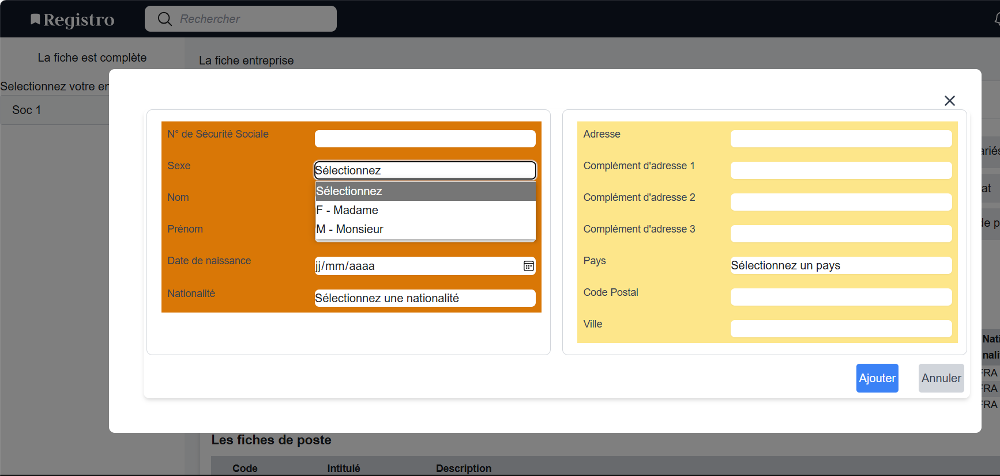 Registro
Rechercher
La fiche est complète
La fiche entreprise
Selectionnez votre en
Soc 1
N° de Sécurité Sociale
Sexe
Sélectionnez
Sélectionnez
F - Madame
M - Monsieur
Nom
Prénom
Date de naissance
jj/mm/aaaa
Nationalité
Sélectionnez une nationalité
Adresse
Complément d'adresse 1
Complément d'adresse 2
Complément d'adresse 3
Pays
Sélectionnez un pays
Code Postal
Ville
Ajouter
Annuler
ariés
at
de p
Nati
nali
FRA
FRA
FRA
Les fiches de poste
Code Intitulé Description